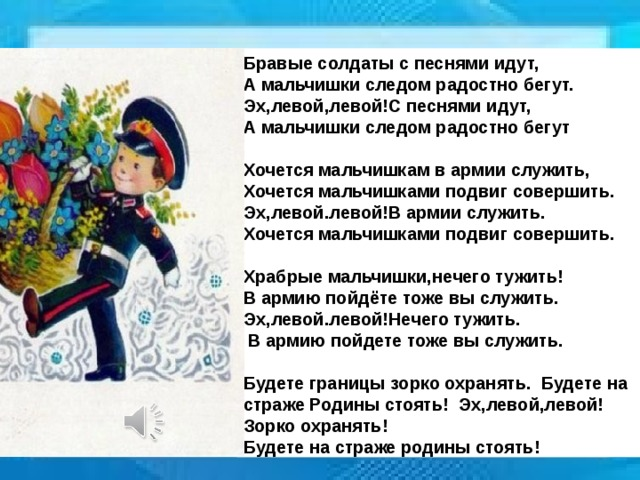 Бравые солдаты с песнями идут,
А мальчишки следом радостно бегут.
Эх,левой,левой!С песнями идут,
А мальчишки следом радостно бегут
Хочется мальчишкам в армии служить,
Хочется мальчишками подвиг совершить.
Эх,левой.левой!В армии служить.
Хочется мальчишками подвиг совершить.
Храбрые мальчишки,нечего тужить!
В армию пойдёте тоже вы служить.
Эх,левой.левой!Нечего тужить.
В армию пойдете тоже вы служить.
Будете границы зорко охранять. Будете на
страже Родины стоять! Эх,левой,левой!
Зорко охранять!
Будете на страже родины стоять!